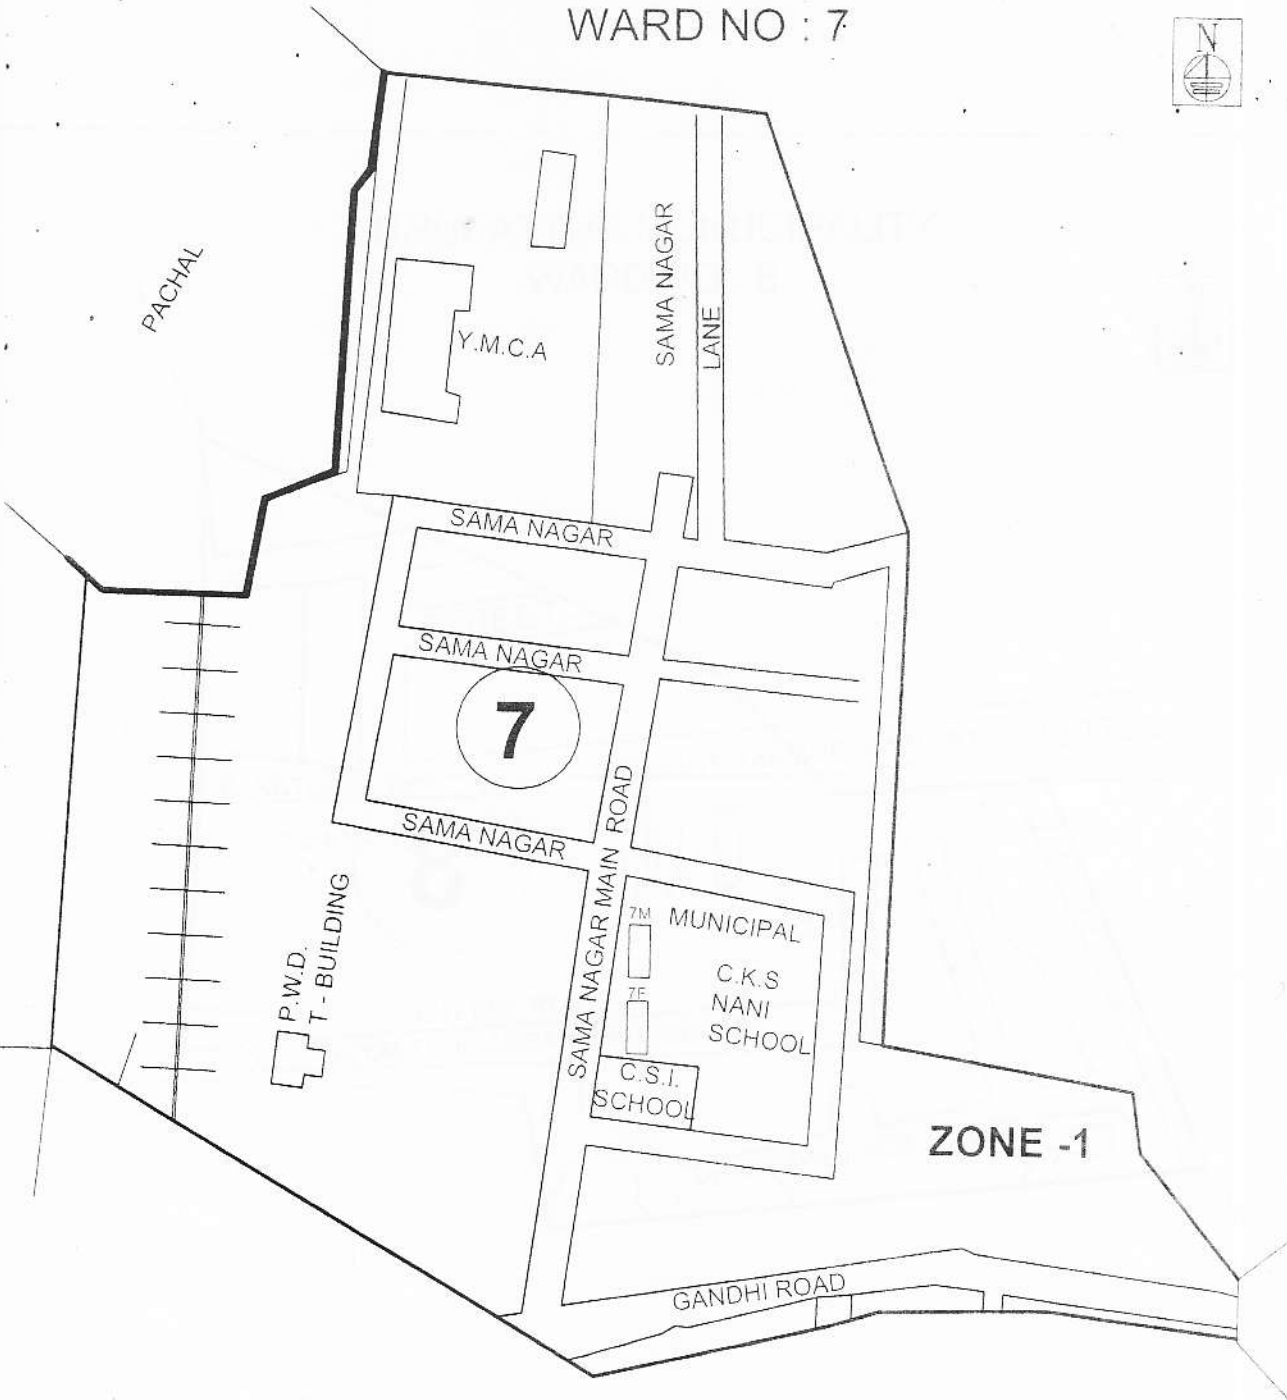 WARD NO : 7
N
PACHAL
Y.M.C.A
SAMA NAGAR
LANE
SAMA NAGAR
SAMA NAGAR
7
SAMA NAGAR
SAMA NAGAR MAIN ROAD
P.W.D.
T - BUILDING
7M
MUNICIPAL
C.K.S
NANI
SCHOOL
7F
C.S.I.
SCHOOL
ZONE -1
GANDHI ROAD